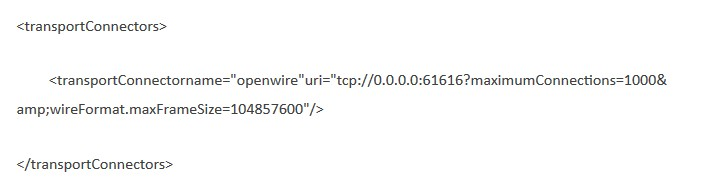 <transportConnectors>
<transportConnectorname="openwire"uri="tcp://0.0.0.0:61616?maximumConnections=1000&
amp;wireFormat.maxFrameSize=104857600"/>
</transportConnectors>